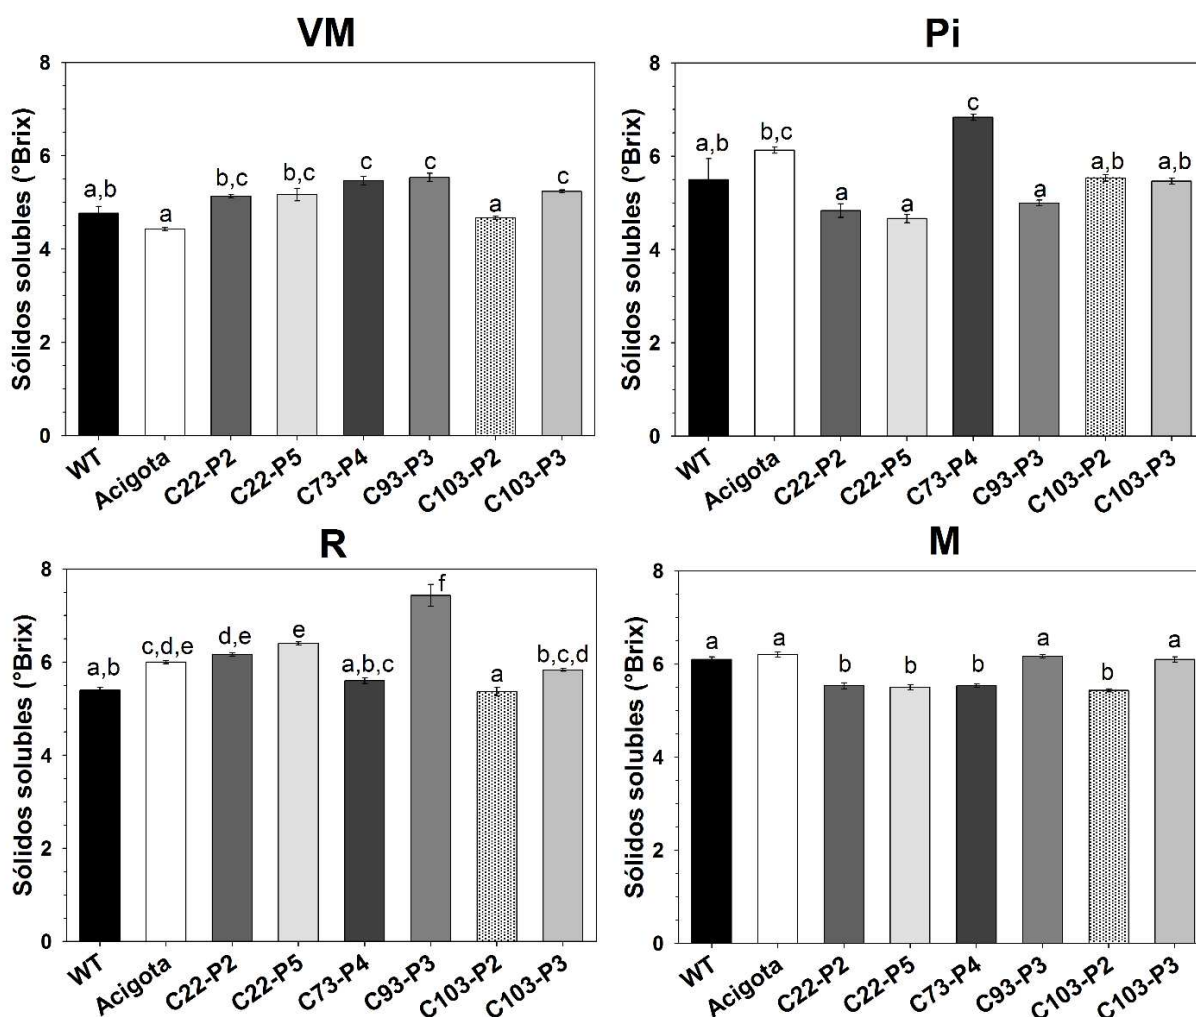 VM
Sólidos solubles (°Brix)
8
6
4
2
0
a,b
a
b,c
b,c
c
c
a
c
WT
Acigota
C22-P2
C22-P5
C73-P4
C93-P3
C103-P2
C103-P3
Pi
Sólidos solubles (°Brix)
8
6
4
2
0
a,b
b,c
a
a
c
a
a,b
a,b
WT
Acigota
C22-P2
C22-P5
C73-P4
C93-P3
C103-P2
C103-P3
R
Sólidos solubles (°Brix)
8
6
4
2
0
a,b
c,d,e
d,e
e
a,b,c
f
a
b,c,d
WT
Acigota
C22-P2
C22-P5
C73-P4
C93-P3
C103-P2
C103-P3
M
Sólidos solubles (°Brix)
8
6
4
2
0
a
a
b
b
b
a
b
a
WT
Acigota
C22-P2
C22-P5
C73-P4
C93-P3
C103-P2
C103-P3